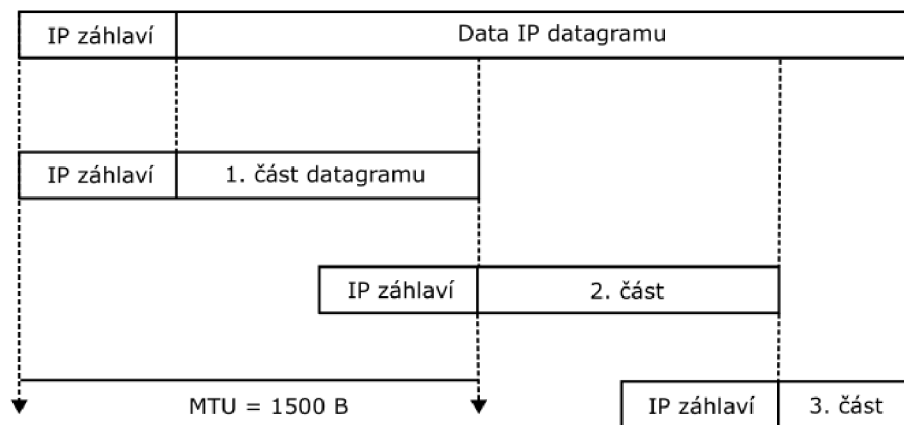 IP záhlaví
Data IP datagramu
IP záhlaví
1. část datagramu
IP záhlaví
2. část
MTU = 1500 B
IP záhlaví
3. část